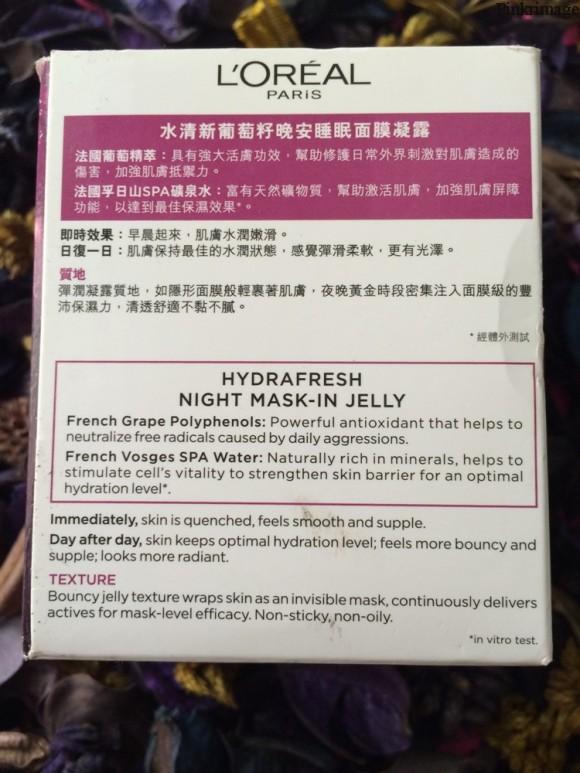 Pinkrimage
L'ORÉAL
PARIS
水清新葡萄籽晚安睡眠面膜凝露
法國葡萄精萃：具有強大活膚功效，幫助修護日常外界刺激對肌膚造成的
傷害，加強肌膚抵禦力。
法國孚日山SPA礦泉水：富有天然礦物質，幫助激活肌膚，加強肌膚屏障
功能，以達到最佳保濕效果*。
即時效果：早晨起來，肌膚水潤嫩滑。
日復一日：肌膚保持最佳的水潤狀態，感覺彈滑柔軟，更有光澤。
質地
彈潤凝露質地，如隱形面膜般輕裹著肌膚，夜晚黃金時段密集注入面膜級的豐
沛保濕力，清透舒適不黏不膩。
*經體外測試
HYDRAFRESH
NIGHT MASK-IN JELLY
French Grape Polyphenols: Powerful antioxidant that helps to
neutralize free radicals caused by daily aggressions.
French Vosges SPA Water: Naturally rich in minerals, helps to
stimulate cell's vitality to strengthen skin barrier for an optimal
hydration level*.
Immediately, skin is quenched, feels smooth and supple.
Day after day, skin keeps optimal hydration level; feels more bouncy and
supple; looks more radiant.
TEXTURE
Bouncy jelly texture wraps skin as an invisible mask, continuously delivers
actives for mask-level efficacy. Non-sticky, non-oily.
*in vitro test.